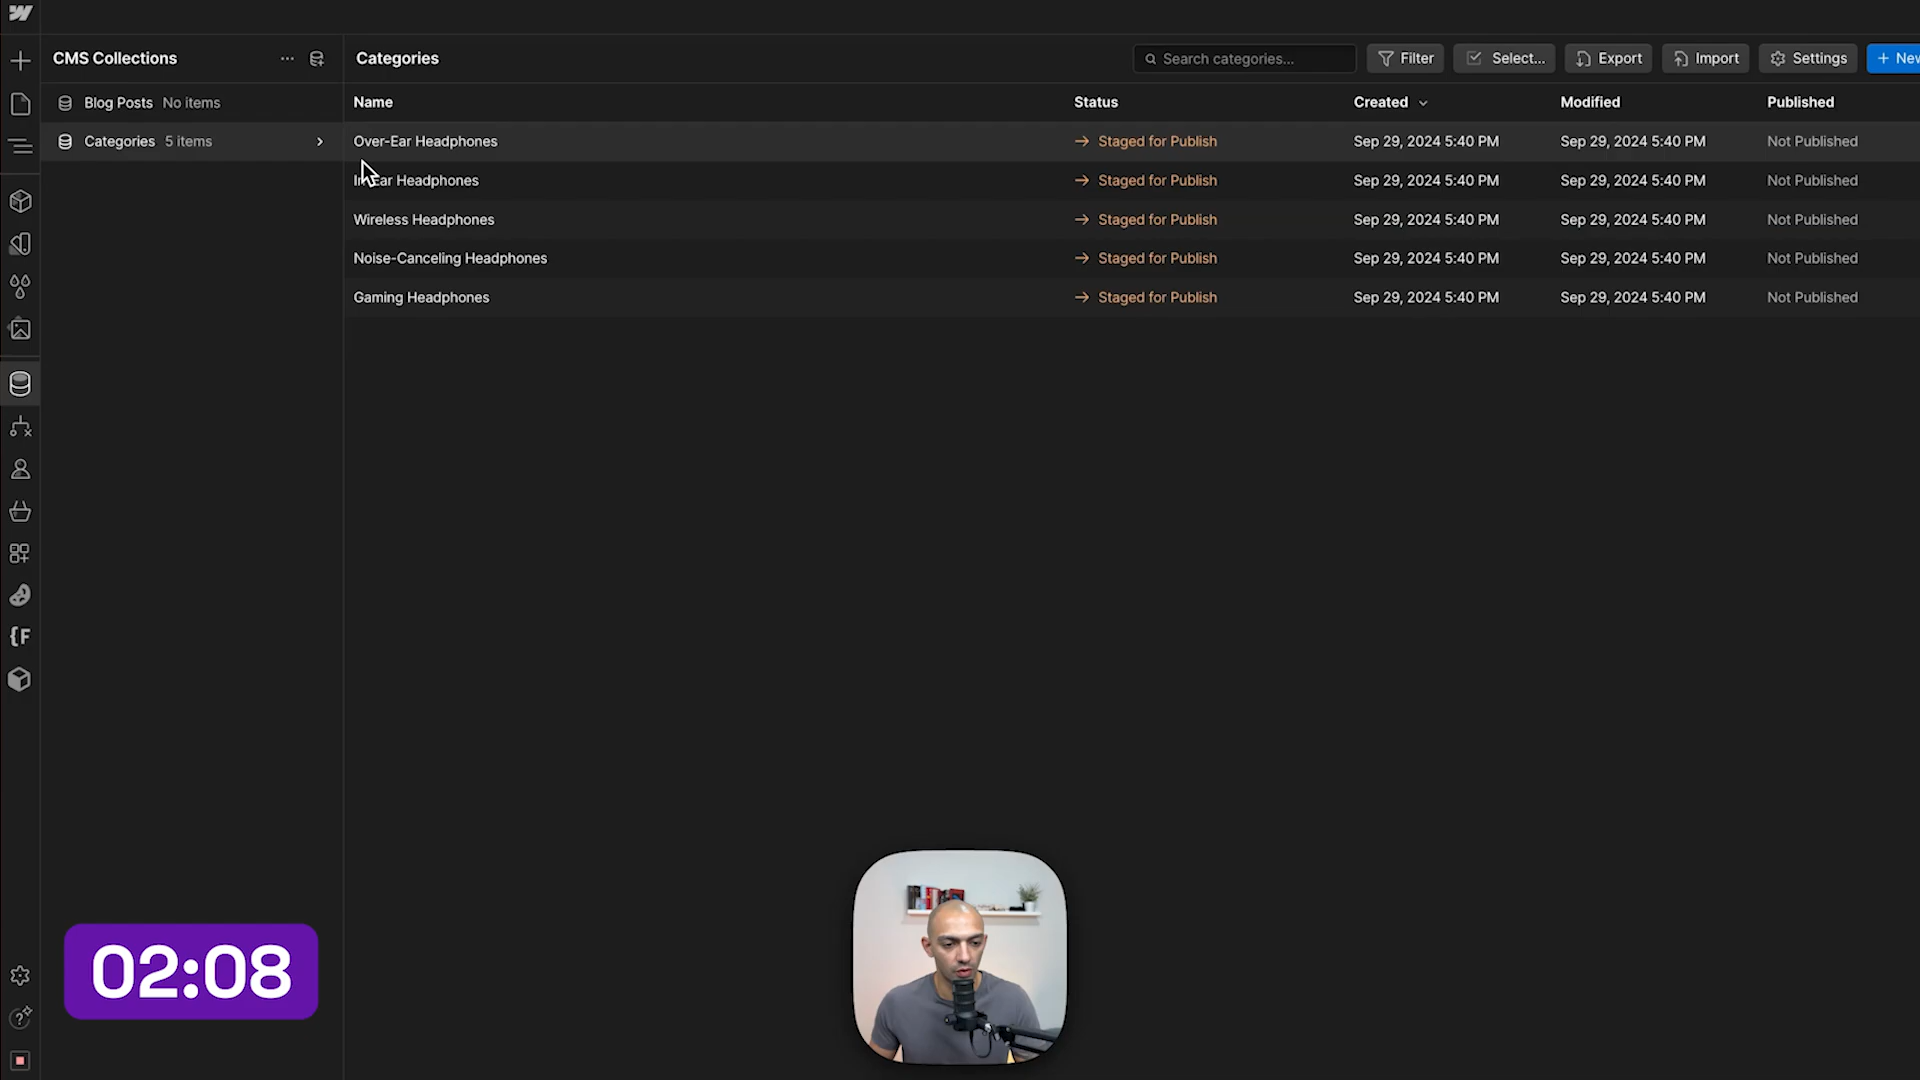 CMS Collections
Categories
Search categories...
Filter
Select...
Export
Import
Settings
Blog Posts No items
Categories 5 items
Name Status Created Modified Published
Over-Ear Headphones Staged for Publish Sep 29, 2024 5:40 PM Sep 29, 2024 5:40 PM Not Published
Headphones Staged for Publish Sep 29, 2024 5:40 PM Sep 29, 2024 5:40 PM Not Published
Wireless Headphones Staged for Publish Sep 29, 2024 5:40 PM Sep 29, 2024 5:40 PM Not Published
Noise-Canceling Headphones Staged for Publish Sep 29, 2024 5:40 PM Sep 29, 2024 5:40 PM Not Published
Gaming Headphones Staged for Publish Sep 29, 2024 5:40 PM Sep 29, 2024 5:40 PM Not Published
{F
02:08